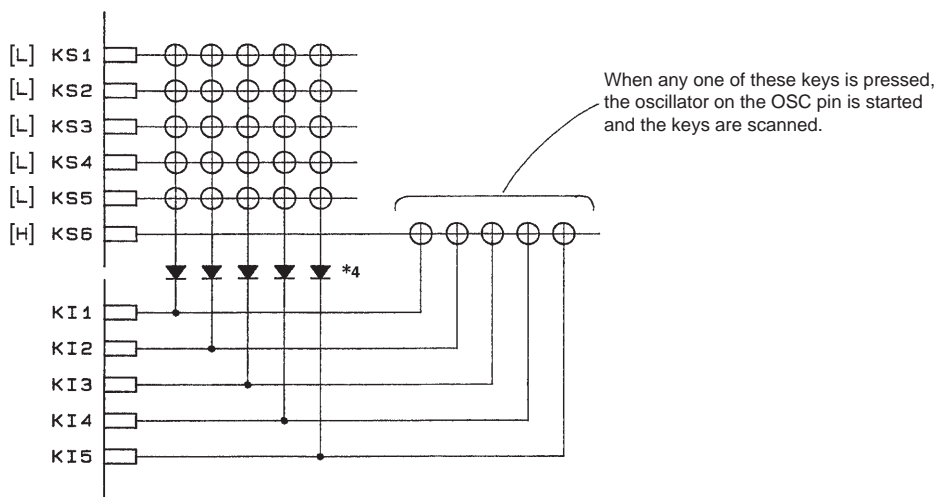 [L] KS1
[L] KS2
[L] KS3
[L] KS4
[L] KS5
[H] KS6
When any one of these keys is pressed,
the oscillator on the OSC pin is started
and the keys are scanned.
*4
KI1
KI2
KI3
KI4
KI5